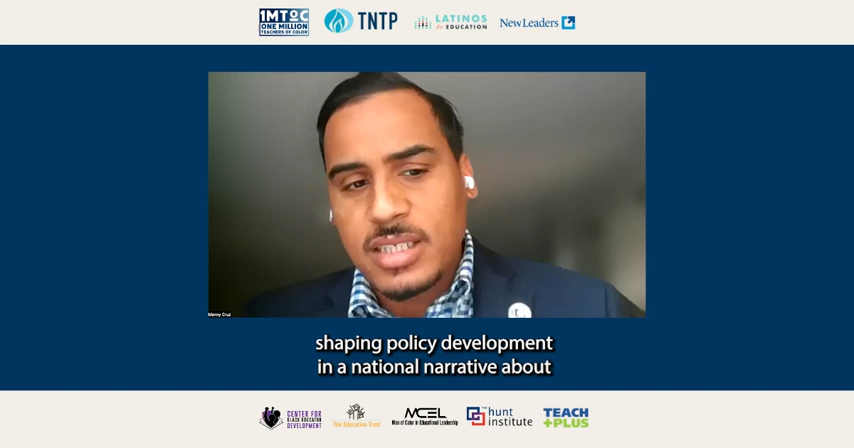 1MToC
ONE MILLION
TEACHERS OF COLOR
TNTP
LATINOS
for EDUCATION
New Leaders
Manny Cruz
shaping policy development
in a national narrative about
CENTER FOR
BLACK EDUCATOR
DEVELOPMENT
The Education Trust
MCEL
Men of Color in Educational Leadership
the hunt
institute
TEACH
+PLUS